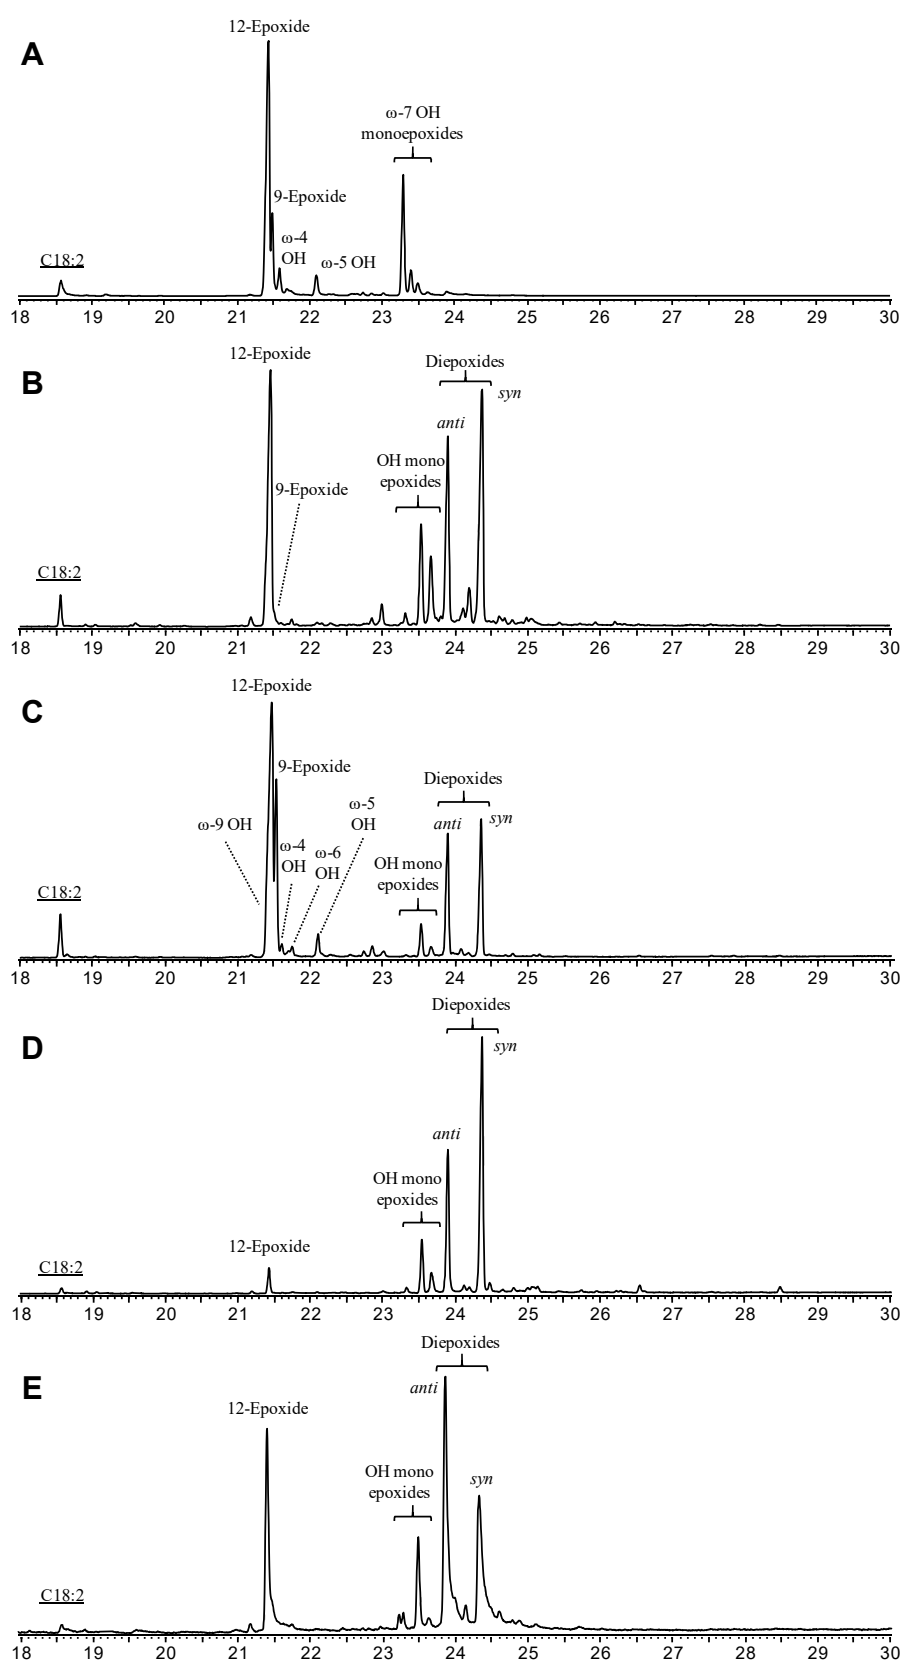 A
12-Epoxide
ω-7 OH
monoepoxides
9-Epoxide
ω-4
OH
ω-5 OH
C18:2
18 19 20 21 22 23 24 25 26 27 28 29 30
B
12-Epoxide
Diepoxides
syn
anti
OH mono
epoxides
9-Epoxide
C18:2
18 19 20 21 22 23 24 25 26 27 28 29 30
C
12-Epoxide
9-Epoxide
Diepoxides
ω-5
OH
anti
syn
ω-9 OH
ω-4
OH
ω-6
OH
OH mono
epoxides
C18:2
18 19 20 21 22 23 24 25 26 27 28 29 30
D
Diepoxides
syn
anti
OH mono
epoxides
12-Epoxide
C18:2
18 19 20 21 22 23 24 25 26 27 28 29 30
E
Diepoxides
anti
12-Epoxide
OH mono
epoxides
syn
C18:2
18 19 20 21 22 23 24 25 26 27 28 29 30